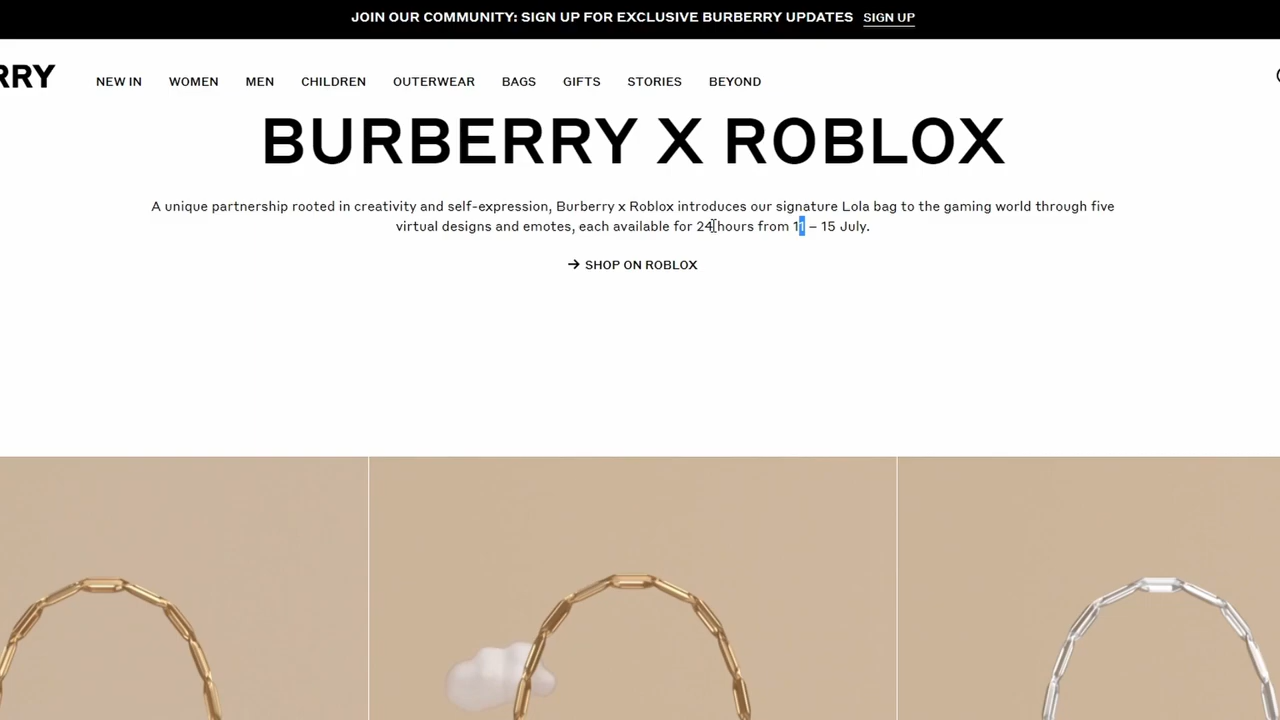 JOIN OUR COMMUNITY: SIGN UP FOR EXCLUSIVE BURBERRY UPDATES SIGN UP
RRY NEW IN WOMEN MEN CHILDREN OUTERWEAR BAGS GIFTS STORIES BEYOND
BURBERRY X ROBLOX
A unique partnership rooted in creativity and self-expression, Burberry x Roblox introduces our signature Lola bag to the gaming world through five
virtual designs and emotes, each available for 24 hours from 11 – 15 July.
→ SHOP ON ROBLOX